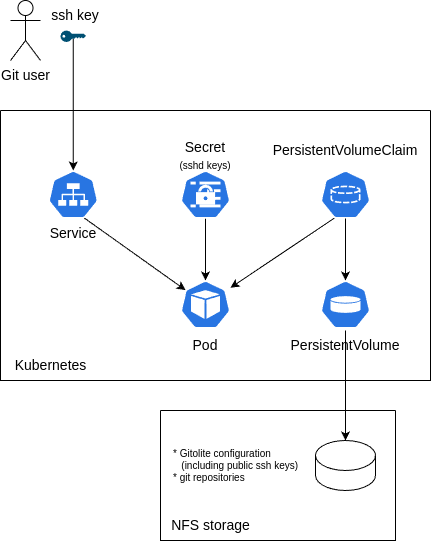 ssh key
Git user
Secret
(sshd keys)
PersistentVolumeClaim
Service
Pod
PersistentVolume
Kubernetes
* Gitolite configuration
(including public ssh keys)
* git repositories
NFS storage